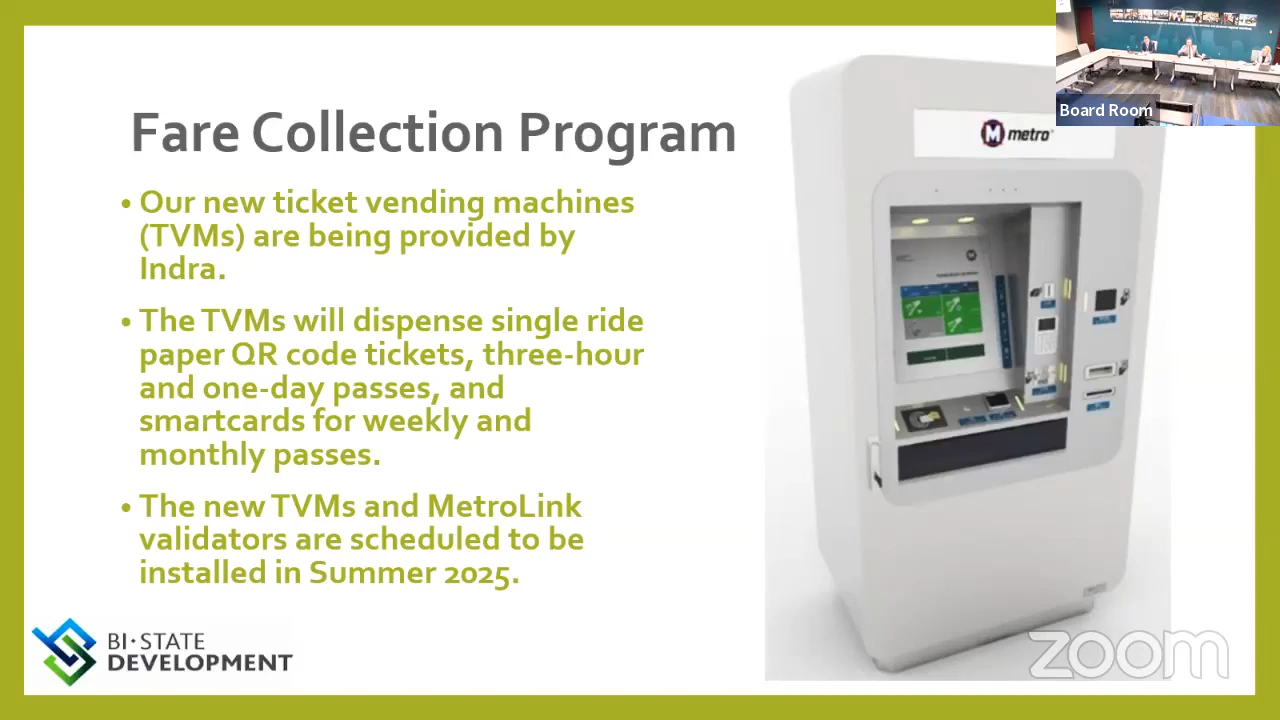 Fare Collection Program
• Our new ticket vending machines
(TVMs) are being provided by
Indra.
• The TVMs will dispense single ride
paper QR code tickets, three-hour
and one-day passes, and
smartcards for weekly and
monthly passes.
• The new TVMs and MetroLink
validators are scheduled to be
installed in Summer 2025.
BI·STATE
DEVELOPMENT
M metro
Board Room
zoom